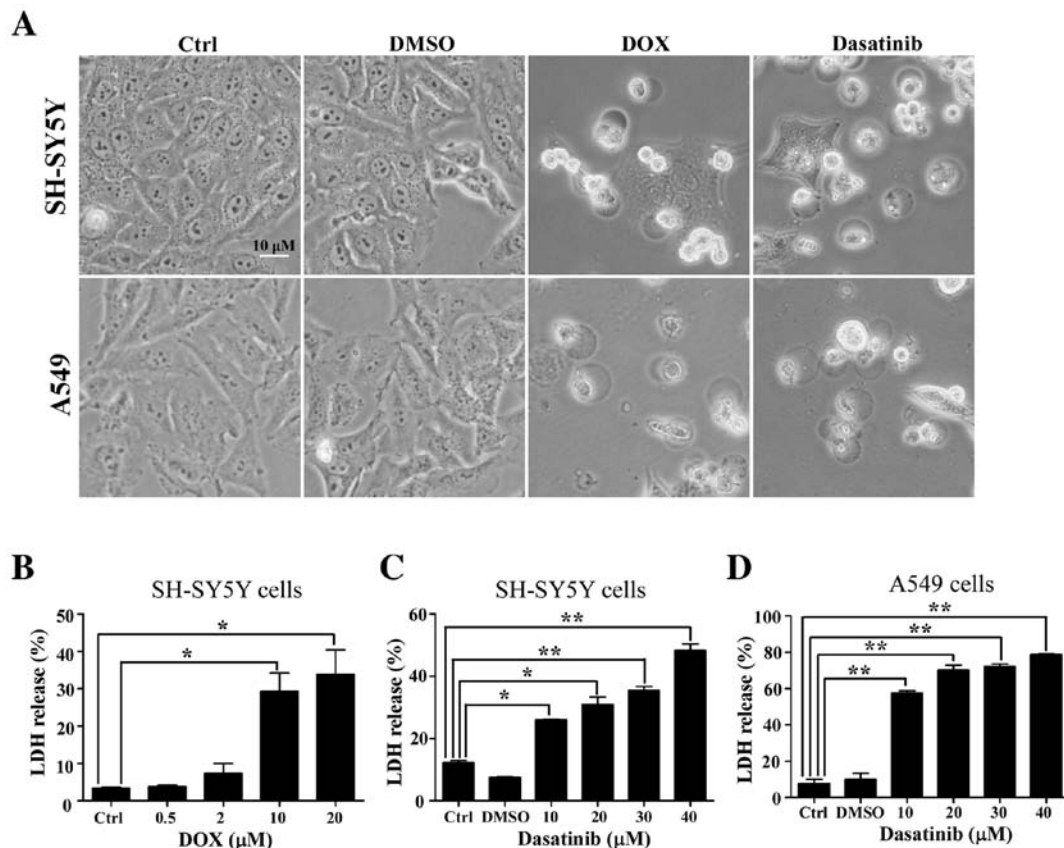 A
Ctrl DMSO DOX Dasatinib
SH-SY5Y
10 μM
A549
B
SH-SY5Y cells
LDH release (%)
50
40
30
20
10
0
*
*
Ctrl 0.5 2 10 20
DOX (μM)
C
SH-SY5Y cells
LDH release (%)
60
40
20
0
**
**
*
*
Ctrl DMSO 10 20 30 40
Dasatinib (μM)
D
A549 cells
LDH release (%)
100
80
60
40
20
0
**
**
**
**
Ctrl DMSO 10 20 30 40
Dasatinib (μM)